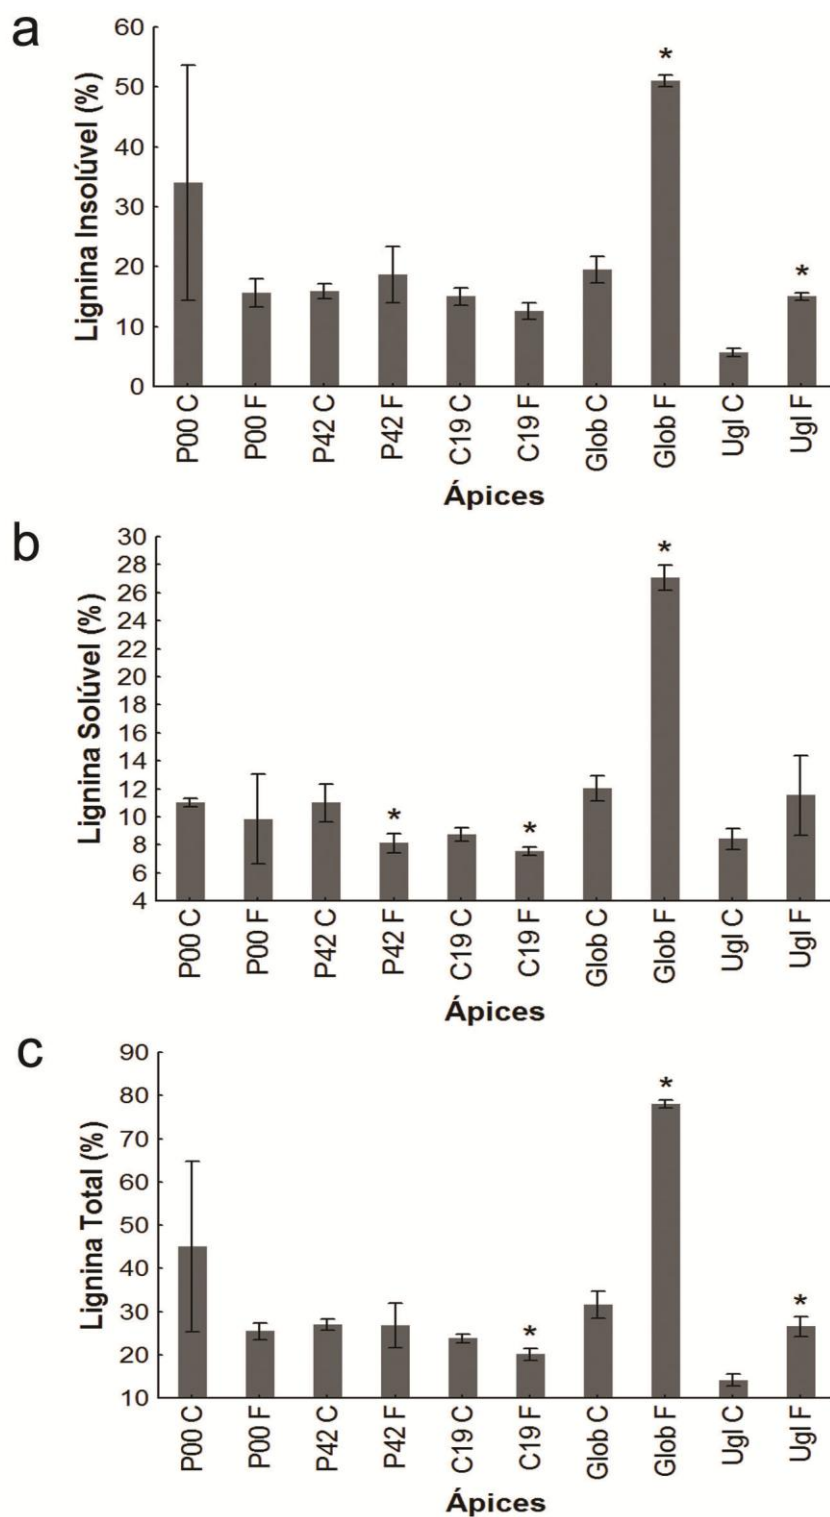 a
Lignina Insolúvel (%)
60
50
40
30
20
10
0
*
*
P00 C
P00 F
P42 C
P42 F
C19 C
C19 F
Glob C
Glob F
Ugl C
Ugl F
Ápices
b
Lignina Solúvel (%)
30
28
26
24
22
20
18
16
14
12
10
8
6
4
*
*
*
P00 C
P00 F
P42 C
P42 F
C19 C
C19 F
Glob C
Glob F
Ugl C
Ugl F
Ápices
c
Lignina Total (%)
90
80
70
60
50
40
30
20
10
*
*
*
P00 C
P00 F
P42 C
P42 F
C19 C
C19 F
Glob C
Glob F
Ugl C
Ugl F
Ápices